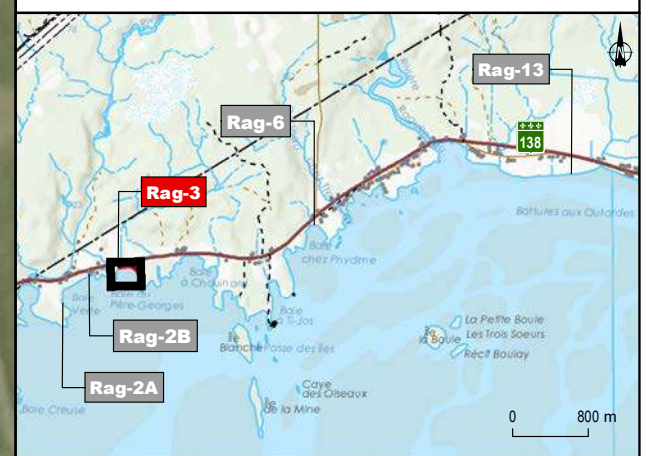 Rag-13
Rag-6
138
Rag-3
Battures aux Outardes
Baie
chez Phydime
Baie
à Chouinard
Baie
Verte
Baie du
Père-Georges
Baie
à Ti-Jos
La Petite Boule
Les Trois Soeurs
Récif Boulay
Île
la Boule
Rag-2B
Île
Blanche
Passe des Îles
Rag-2A
Caye
des Oiseaux
Île
de la Mine
Baie Creuse
0 800 m